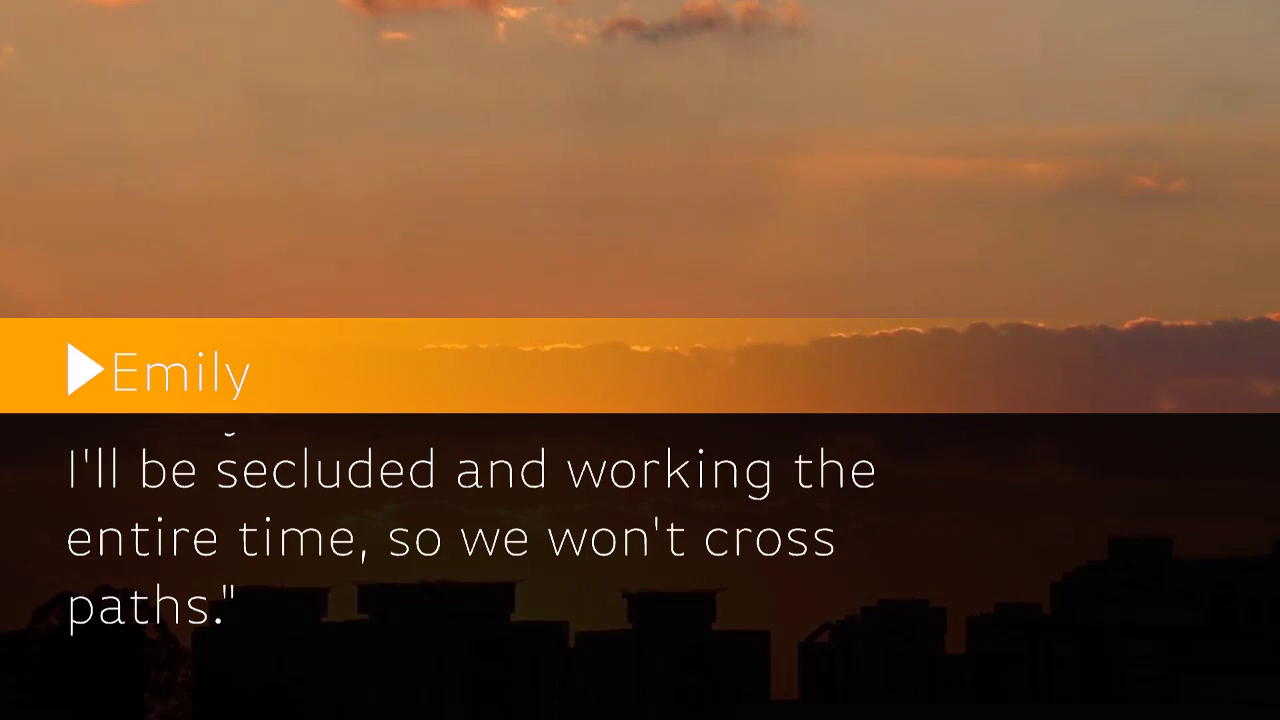 Emily
I'll be secluded and working the
entire time, so we won't cross
paths."